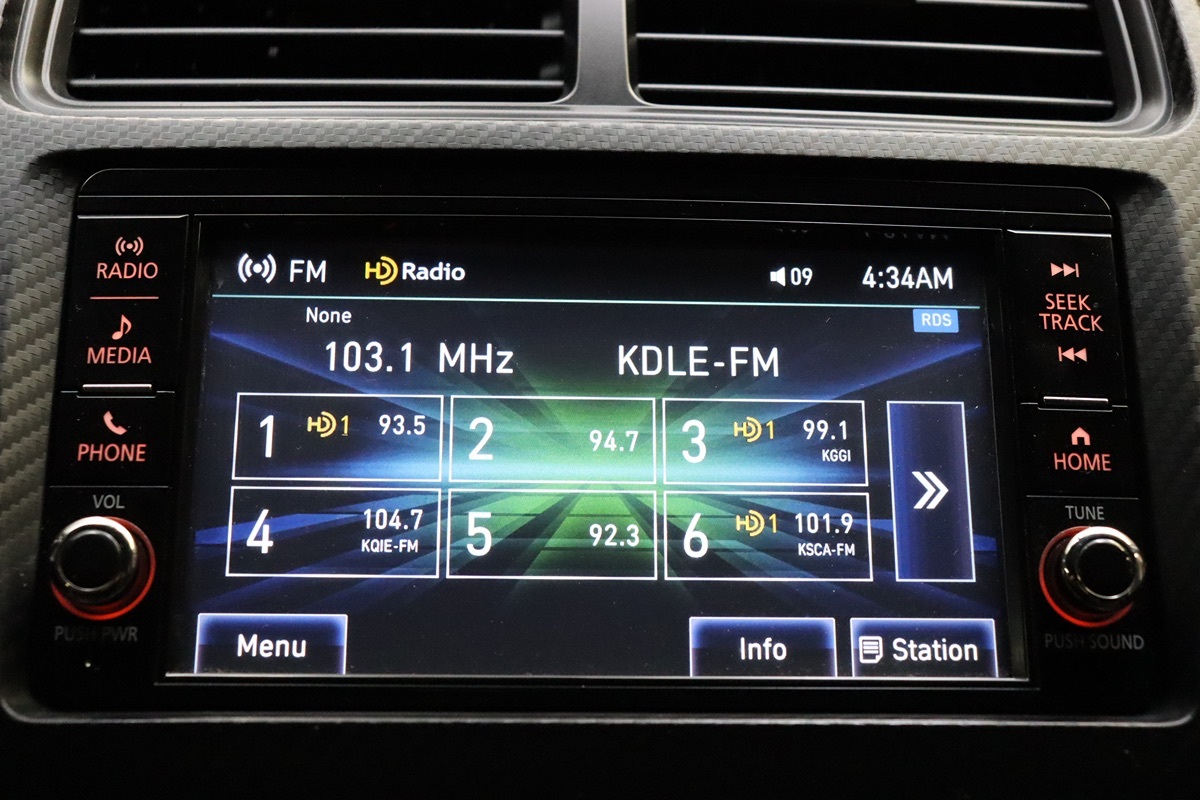 RADIO
MEDIA
PHONE
VOL
PUSH PWR
FM HD Radio 09 4:34AM
None RDS
103.1 MHz KDLE-FM
1 HD1 93.5
2 94.7
3 HD1 99.1
KGGI
4 104.7
KQIE-FM
5 92.3
6 HD1 101.9
KSCA-FM
Menu Info Station
SEEK
TRACK
HOME
TUNE
PUSH SOUND